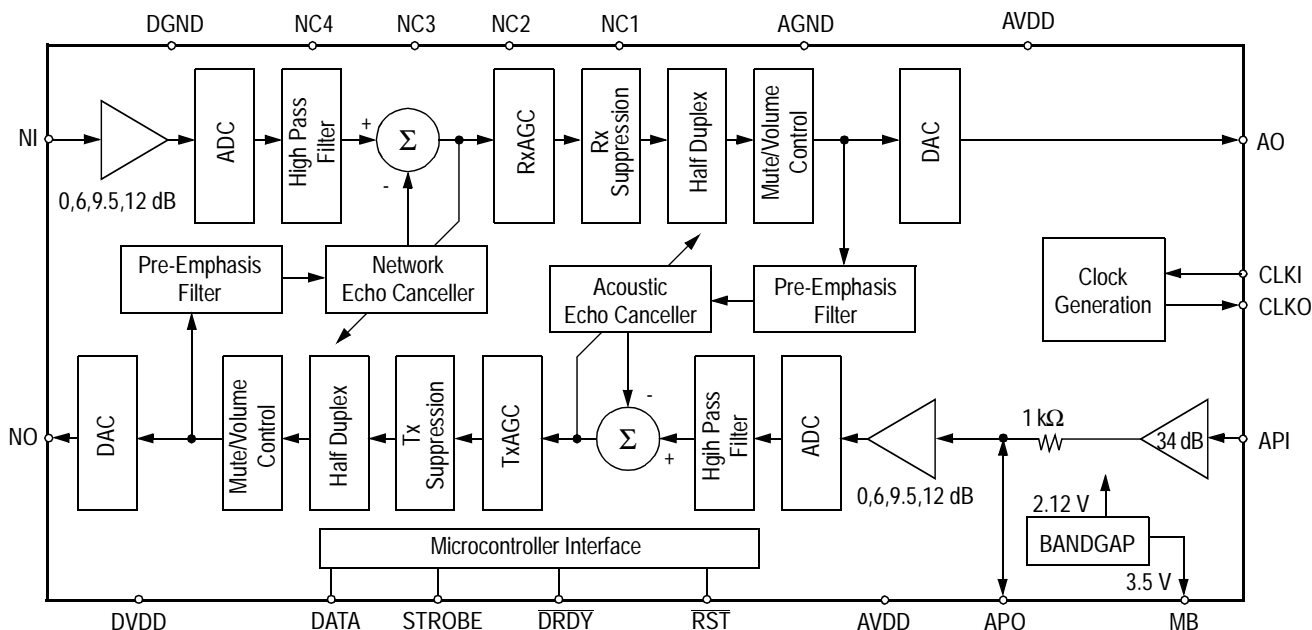 DGND NC4 NC3 NC2 NC1 AGND AVDD
NI
0,6,9.5,12 dB
ADC
High Pass
Filter
+
Σ
-
RxAGC
Rx
Suppression
Half Duplex
Mute/Volume
Control
DAC
AO
Pre-Emphasis
Filter
Network
Echo Canceller
Acoustic
Echo Canceller
Pre-Emphasis
Filter
Clock
Generation
CLKI
CLKO
NO
DAC
Mute/Volume
Control
Half Duplex
Tx
Suppression
TxAGC
Σ
-
+
Hgih Pass
Filter
ADC
0,6,9.5,12 dB
1 kΩ
34 dB
API
2.12 V
BANDGAP
3.5 V
Microcontroller Interface
DVDD DATA STROBE DRDY RST AVDD APO MB